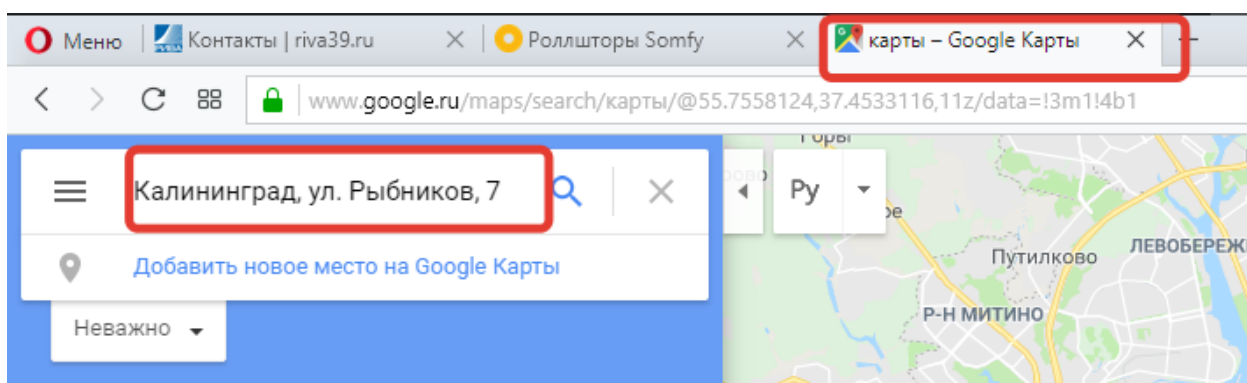 Меню
Контакты | riva39.ru
Роллшторы Somfy
карты – Google Карты
www.google.ru/maps/search/карты/@55.7558124,37.4533116,11z/data=!3m1!4b1
Калининград, ул. Рыбников, 7
Ру
Добавить новое место на Google Карты
Неважно
Путилково
ЛЕВОБЕРЕЖ
Р-Н МИТИНО